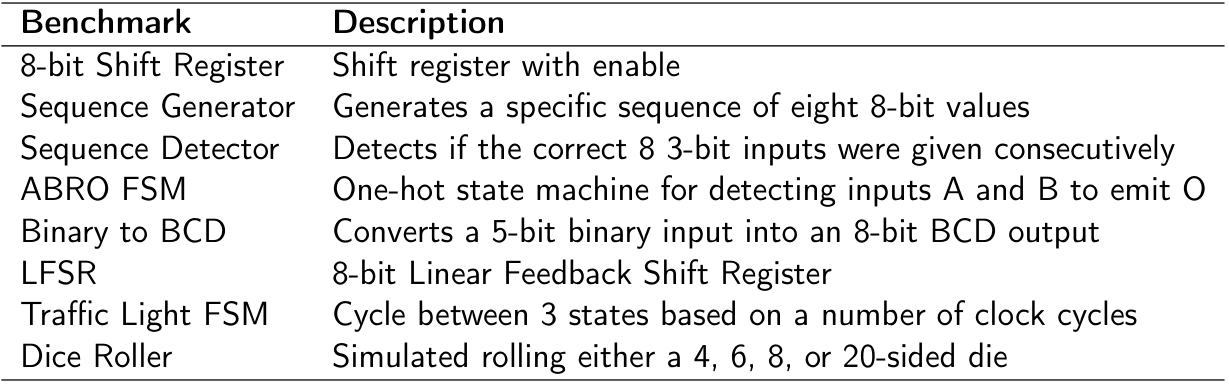 Benchmark Description
8-bit Shift Register Shift register with enable
Sequence Generator Generates a specific sequence of eight 8-bit values
Sequence Detector Detects if the correct 8 3-bit inputs were given consecutively
ABRO FSM One-hot state machine for detecting inputs A and B to emit O
Binary to BCD Converts a 5-bit binary input into an 8-bit BCD output
LFSR 8-bit Linear Feedback Shift Register
Traffic Light FSM Cycle between 3 states based on a number of clock cycles
Dice Roller Simulated rolling either a 4, 6, 8, or 20-sided die